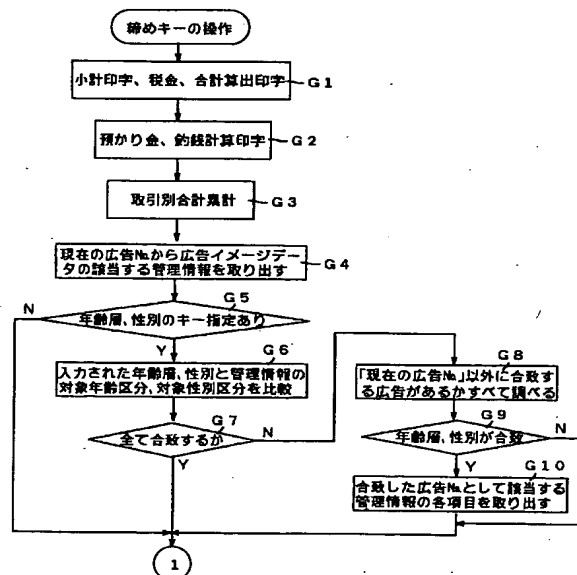 締めキーの操作
小計印字、税金、合計算出印字
G1
預かり金、釣銭計算印字
G2
取引別合計累計
G3
現在の広告№から広告イメージデー
タの該当する管理情報を取り出す
G4
G5
N
年齢層、性別のキー指定あり
Y
G6
入力された年齢層、性別と管理情報の
対象年齢区分、対象性別区分を比較
G7
全て合致するか
N
Y
G8
「現在の広告№」以外に合致す
る広告があるかすべて調べる
G9
年齢層、性別が合致
N
Y
G10
合致した広告№として該当する
管理情報の各項目を取り出す
1